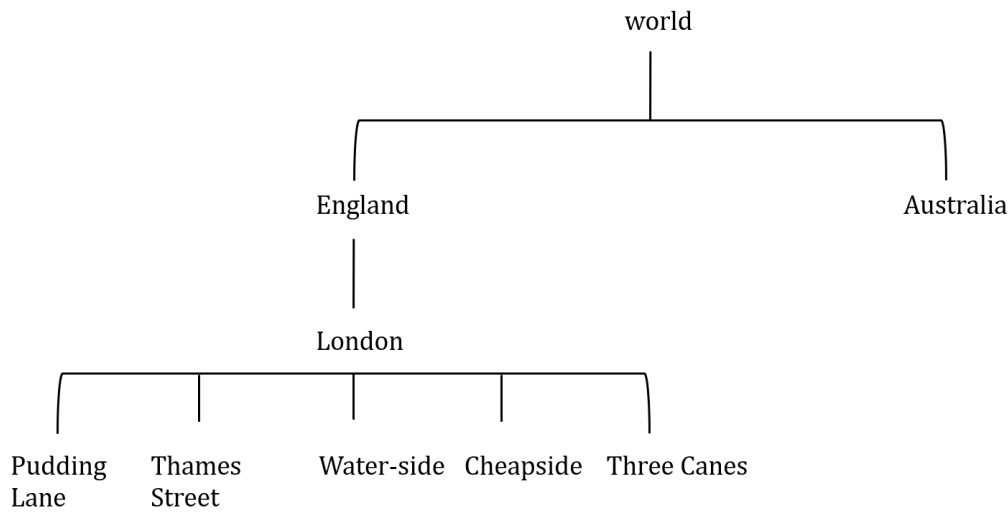 world
England
Australia
London
Pudding
Lane
Thames
Street
Water-side
Cheapside
Three Canes